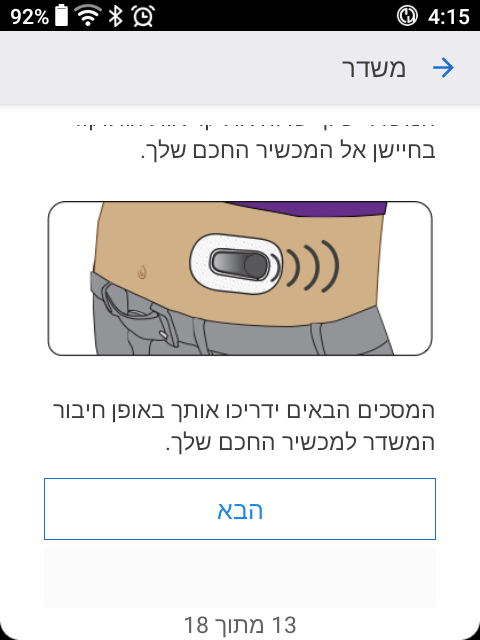 92%
4:15
משדר
בחיישן אל המכשיר החכם שלך.
המסכים הבאים ידריכו אותך באופן חיבור
המשדר למכשיר החכם שלך.
הבא
13 מתוך 18